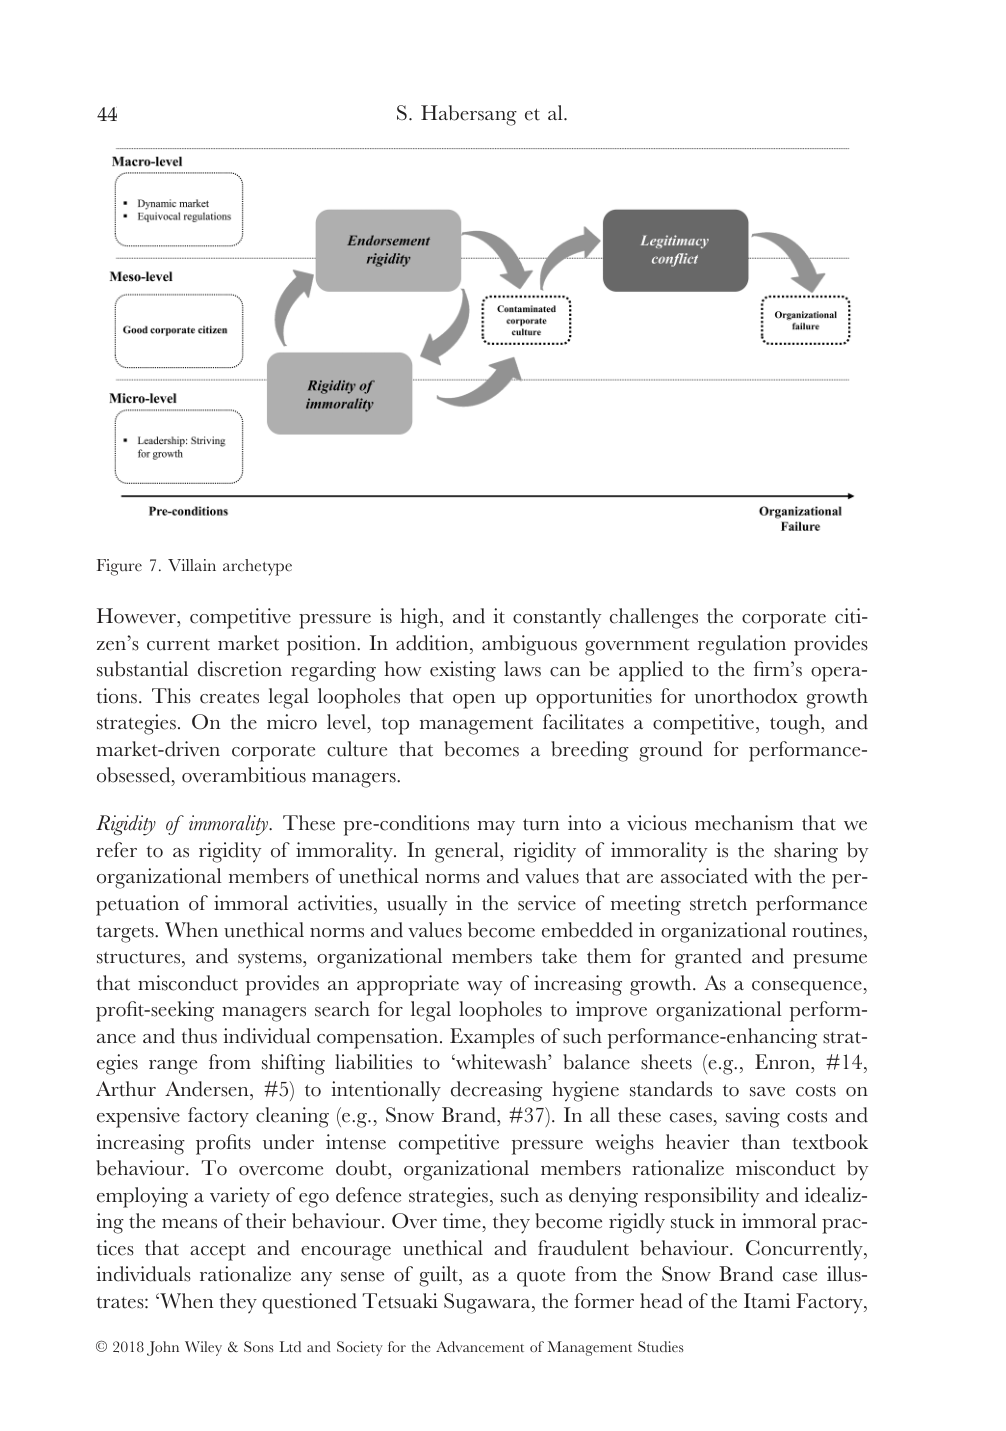 44
S. Habersang et al.
Macro-level
▪ Dynamic market
▪ Equivocal regulations
Endorsement
rigidity
Legitimacy
conflict
Meso-level
Good corporate citizen
Contaminated
corporate
culture
Organizational
failure
Rigidity of
immorality
Micro-level
▪ Leadership: Striving
for growth
Pre-conditions
Organizational
Failure
Figure 7. Villain archetype
However, competitive pressure is high, and it constantly challenges the corporate citi-
zen’s current market position. In addition, ambiguous government regulation provides
substantial discretion regarding how existing laws can be applied to the firm’s opera-
tions. This creates legal loopholes that open up opportunities for unorthodox growth
strategies. On the micro level, top management facilitates a competitive, tough, and
market-driven corporate culture that becomes a breeding ground for performance-
obsessed, overambitious managers.
Rigidity of immorality. These pre-conditions may turn into a vicious mechanism that we
refer to as rigidity of immorality. In general, rigidity of immorality is the sharing by
organizational members of unethical norms and values that are associated with the per-
petuation of immoral activities, usually in the service of meeting stretch performance
targets. When unethical norms and values become embedded in organizational routines,
structures, and systems, organizational members take them for granted and presume
that misconduct provides an appropriate way of increasing growth. As a consequence,
profit-seeking managers search for legal loopholes to improve organizational perform-
ance and thus individual compensation. Examples of such performance-enhancing strat-
egies range from shifting liabilities to ‘whitewash’ balance sheets (e.g., Enron, #14,
Arthur Andersen, #5) to intentionally decreasing hygiene standards to save costs on
expensive factory cleaning (e.g., Snow Brand, #37). In all these cases, saving costs and
increasing profits under intense competitive pressure weighs heavier than textbook
behaviour. To overcome doubt, organizational members rationalize misconduct by
employing a variety of ego defence strategies, such as denying responsibility and idealiz-
ing the means of their behaviour. Over time, they become rigidly stuck in immoral prac-
tices that accept and encourage unethical and fraudulent behaviour. Concurrently,
individuals rationalize any sense of guilt, as a quote from the Snow Brand case illus-
trates: ‘When they questioned Tetsuaki Sugawara, the former head of the Itami Factory,
© 2018 John Wiley & Sons Ltd and Society for the Advancement of Management Studies